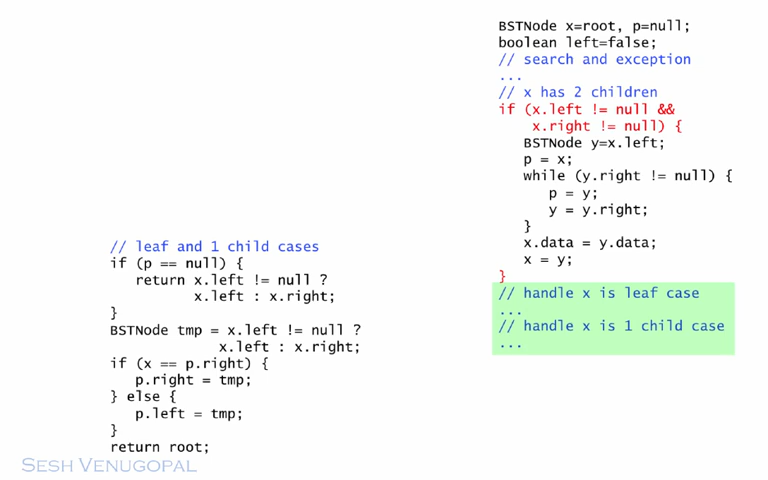 BSTNode x=root, p=null;
boolean left=false;
// search and exception
...
// x has 2 children
if (x.left != null &&
x.right != null) {
BSTNode y=x.left;
p = x;
while (y.right != null) {
p = y;
y = y.right;
}
x.data = y.data;
x = y;
}
// handle x is leaf case
...
// handle x is 1 child case
...
// leaf and 1 child cases
if (p == null) {
return x.left != null ?
x.left : x.right;
}
BSTNode tmp = x.left != null ?
x.left : x.right;
if (x == p.right) {
p.right = tmp;
} else {
p.left = tmp;
}
return root;
SESH VENUGOPAL